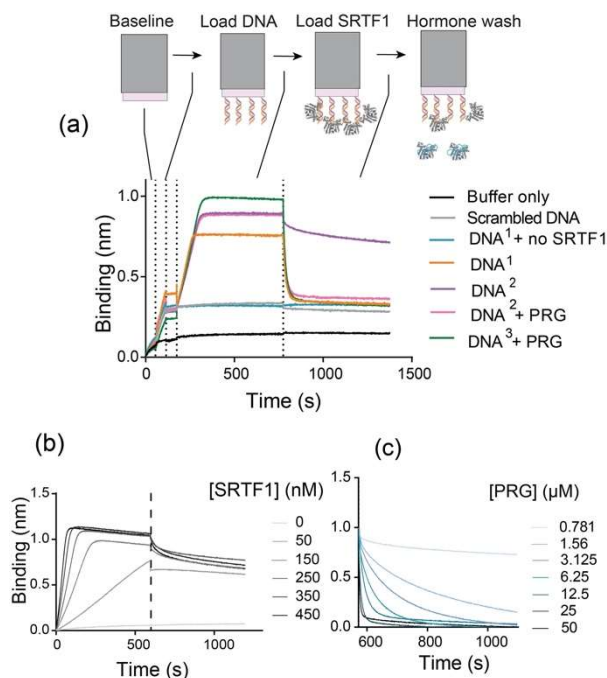 Baseline
Load DNA
Load SRTF1
Hormone wash
(a)
Binding (nm)
1.0
0.5
0.0
0
500
1000
1500
Time (s)
Buffer only
Scrambled DNA
DNA1 + no SRTF1
DNA1
DNA2
DNA2 + PRG
DNA3 + PRG
(b)
Binding (nm)
1.5
1.0
0.5
0.0
0
500
1000
Time (s)
[SRTF1] (nM)
0
50
150
250
350
450
(c)
Binding (nm)
1.5
1.0
0.5
0
600
800
1000
Time (s)
[PRG] (µM)
0.781
1.56
3.125
6.25
12.5
25
50